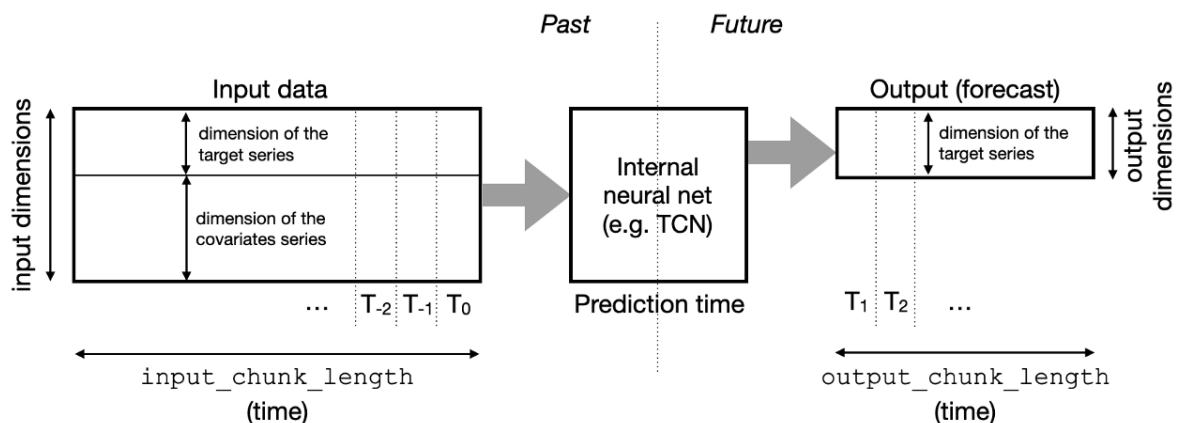 Past
Future
Input data
Output (forecast)
input dimensions
dimension of the
target series
dimension of the
covariates series
Internal
neural net
(e.g. TCN)
dimension of the
target series
output
dimensions
... T-2 T-1 T0
Prediction time
T1 T2 ...
input_chunk_length
(time)
output_chunk_length
(time)